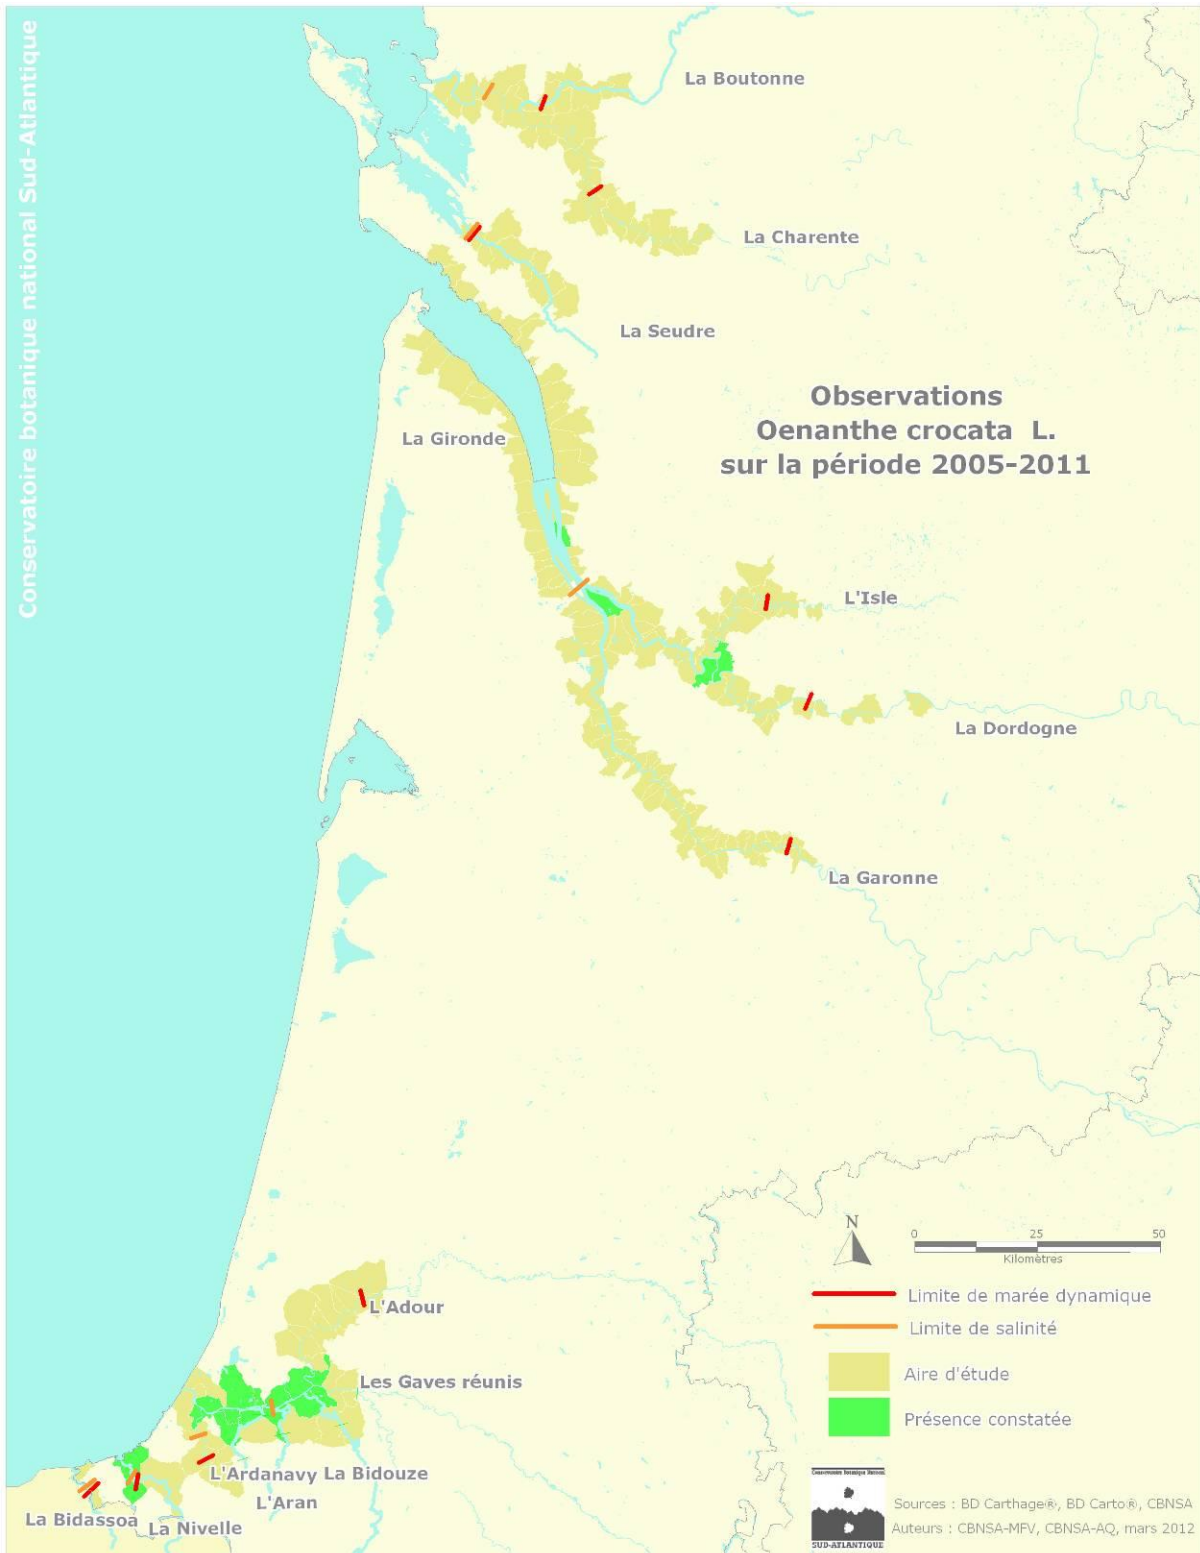 Conservatoire botanique national Sud-Atlantique
La Boutonne
La Charente
La Seudre
Observations
Oenanthe crocata L.
sur la période 2005-2011
La Gironde
L'Isle
La Dordogne
La Garonne
N
0 25 50
Kilomètres
Limite de marée dynamique
Limite de salinité
Aire d'étude
Présence constatée
L'Adour
Les Gaves réunis
L'Ardanavy La Bidouze
L'Aran
La Bidassoa La Nivelle
Conservatoire Botanique National
SUD-ATLANTIQUE
Sources : BD Carthage®, BD Carto®, CBNSA
Auteurs : CBNSA-MFV, CBNSA-AQ, mars 2012